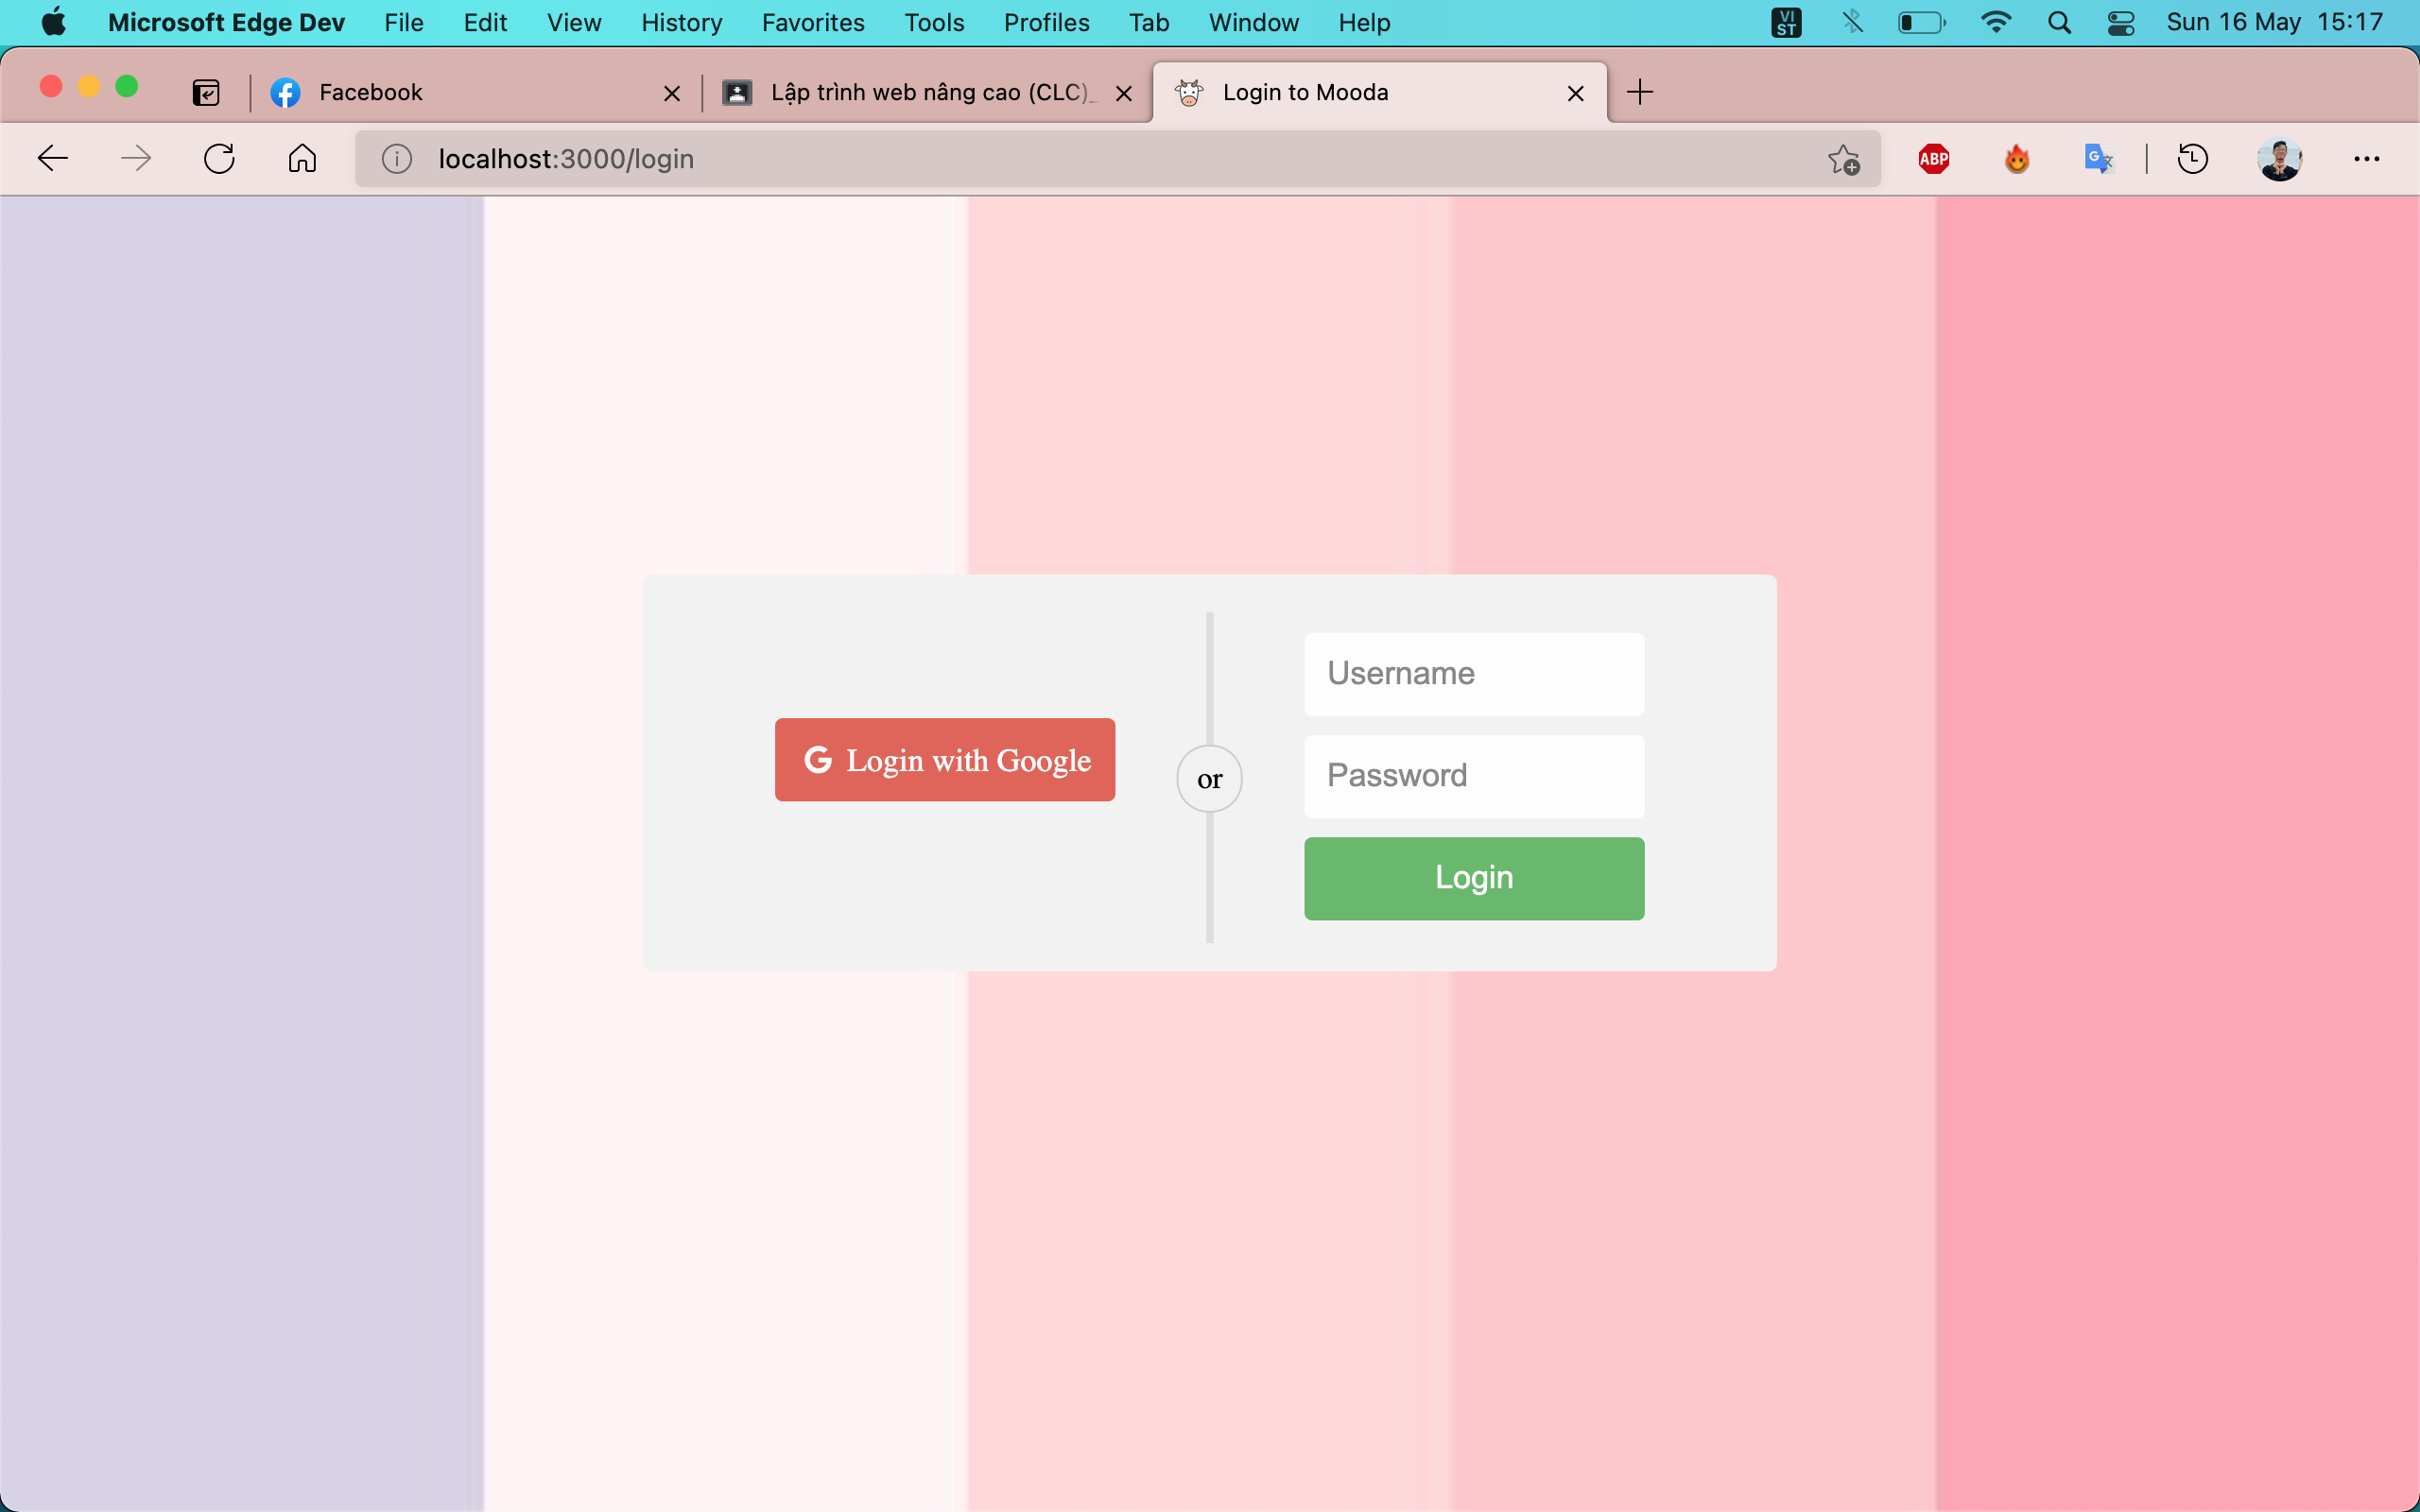 Microsoft Edge Dev File Edit View History Favorites Tools Profiles Tab Window Help VI ST Sun 16 May 15:17
Facebook Lập trình web nâng cao (CLC)_ Login to Mooda
localhost:3000/login ABP
Username
G Login with Google
or
Password
Login